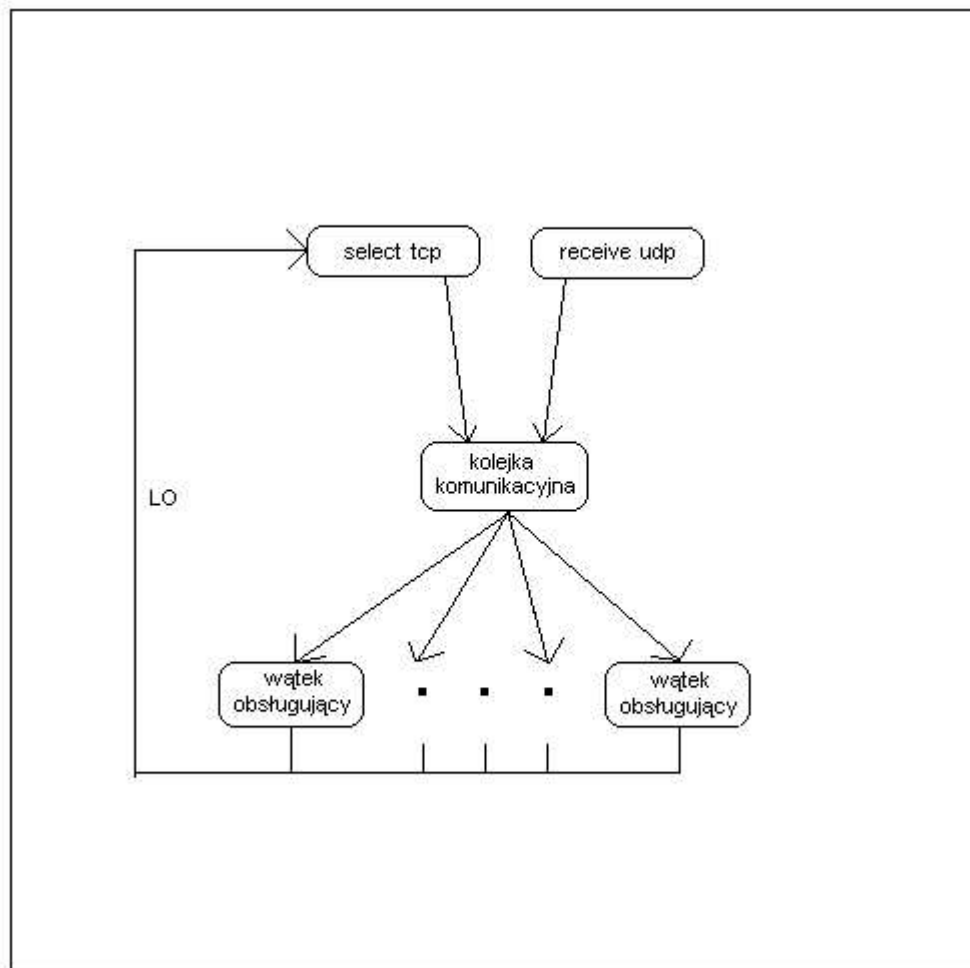 select tcp
receive udp
kolejka
komunikacyjna
LO
wątek
obsługujący
wątek
obsługujący